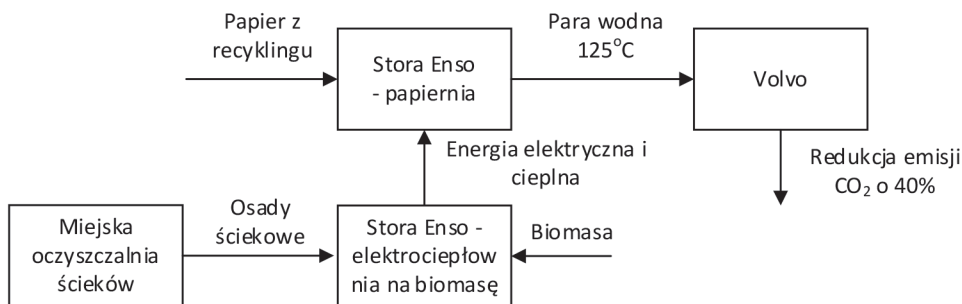 Papier z
recyklingu
Stora Enso
- papiernia
Para wodna
125°C
Volvo
Energia elektryczna i
cieplna
Redukcja emisji
CO₂ o 40%
Miejska
oczyszczalnia
ścieków
Osady
ściekowe
Stora Enso -
elektrociepłow
nia na biomasę
Biomasa